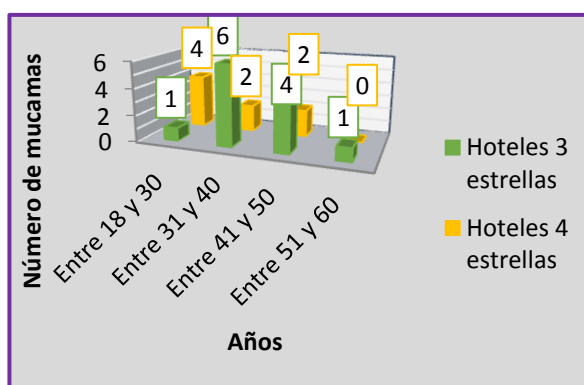 Número de mucamas
6
4
2
0
1
4
6
2
4
2
1
0
Entre 18 y 30
Entre 31 y 40
Entre 41 y 50
Entre 51 y 60
Años
Hoteles 3
estrellas
Hoteles 4
estrellas